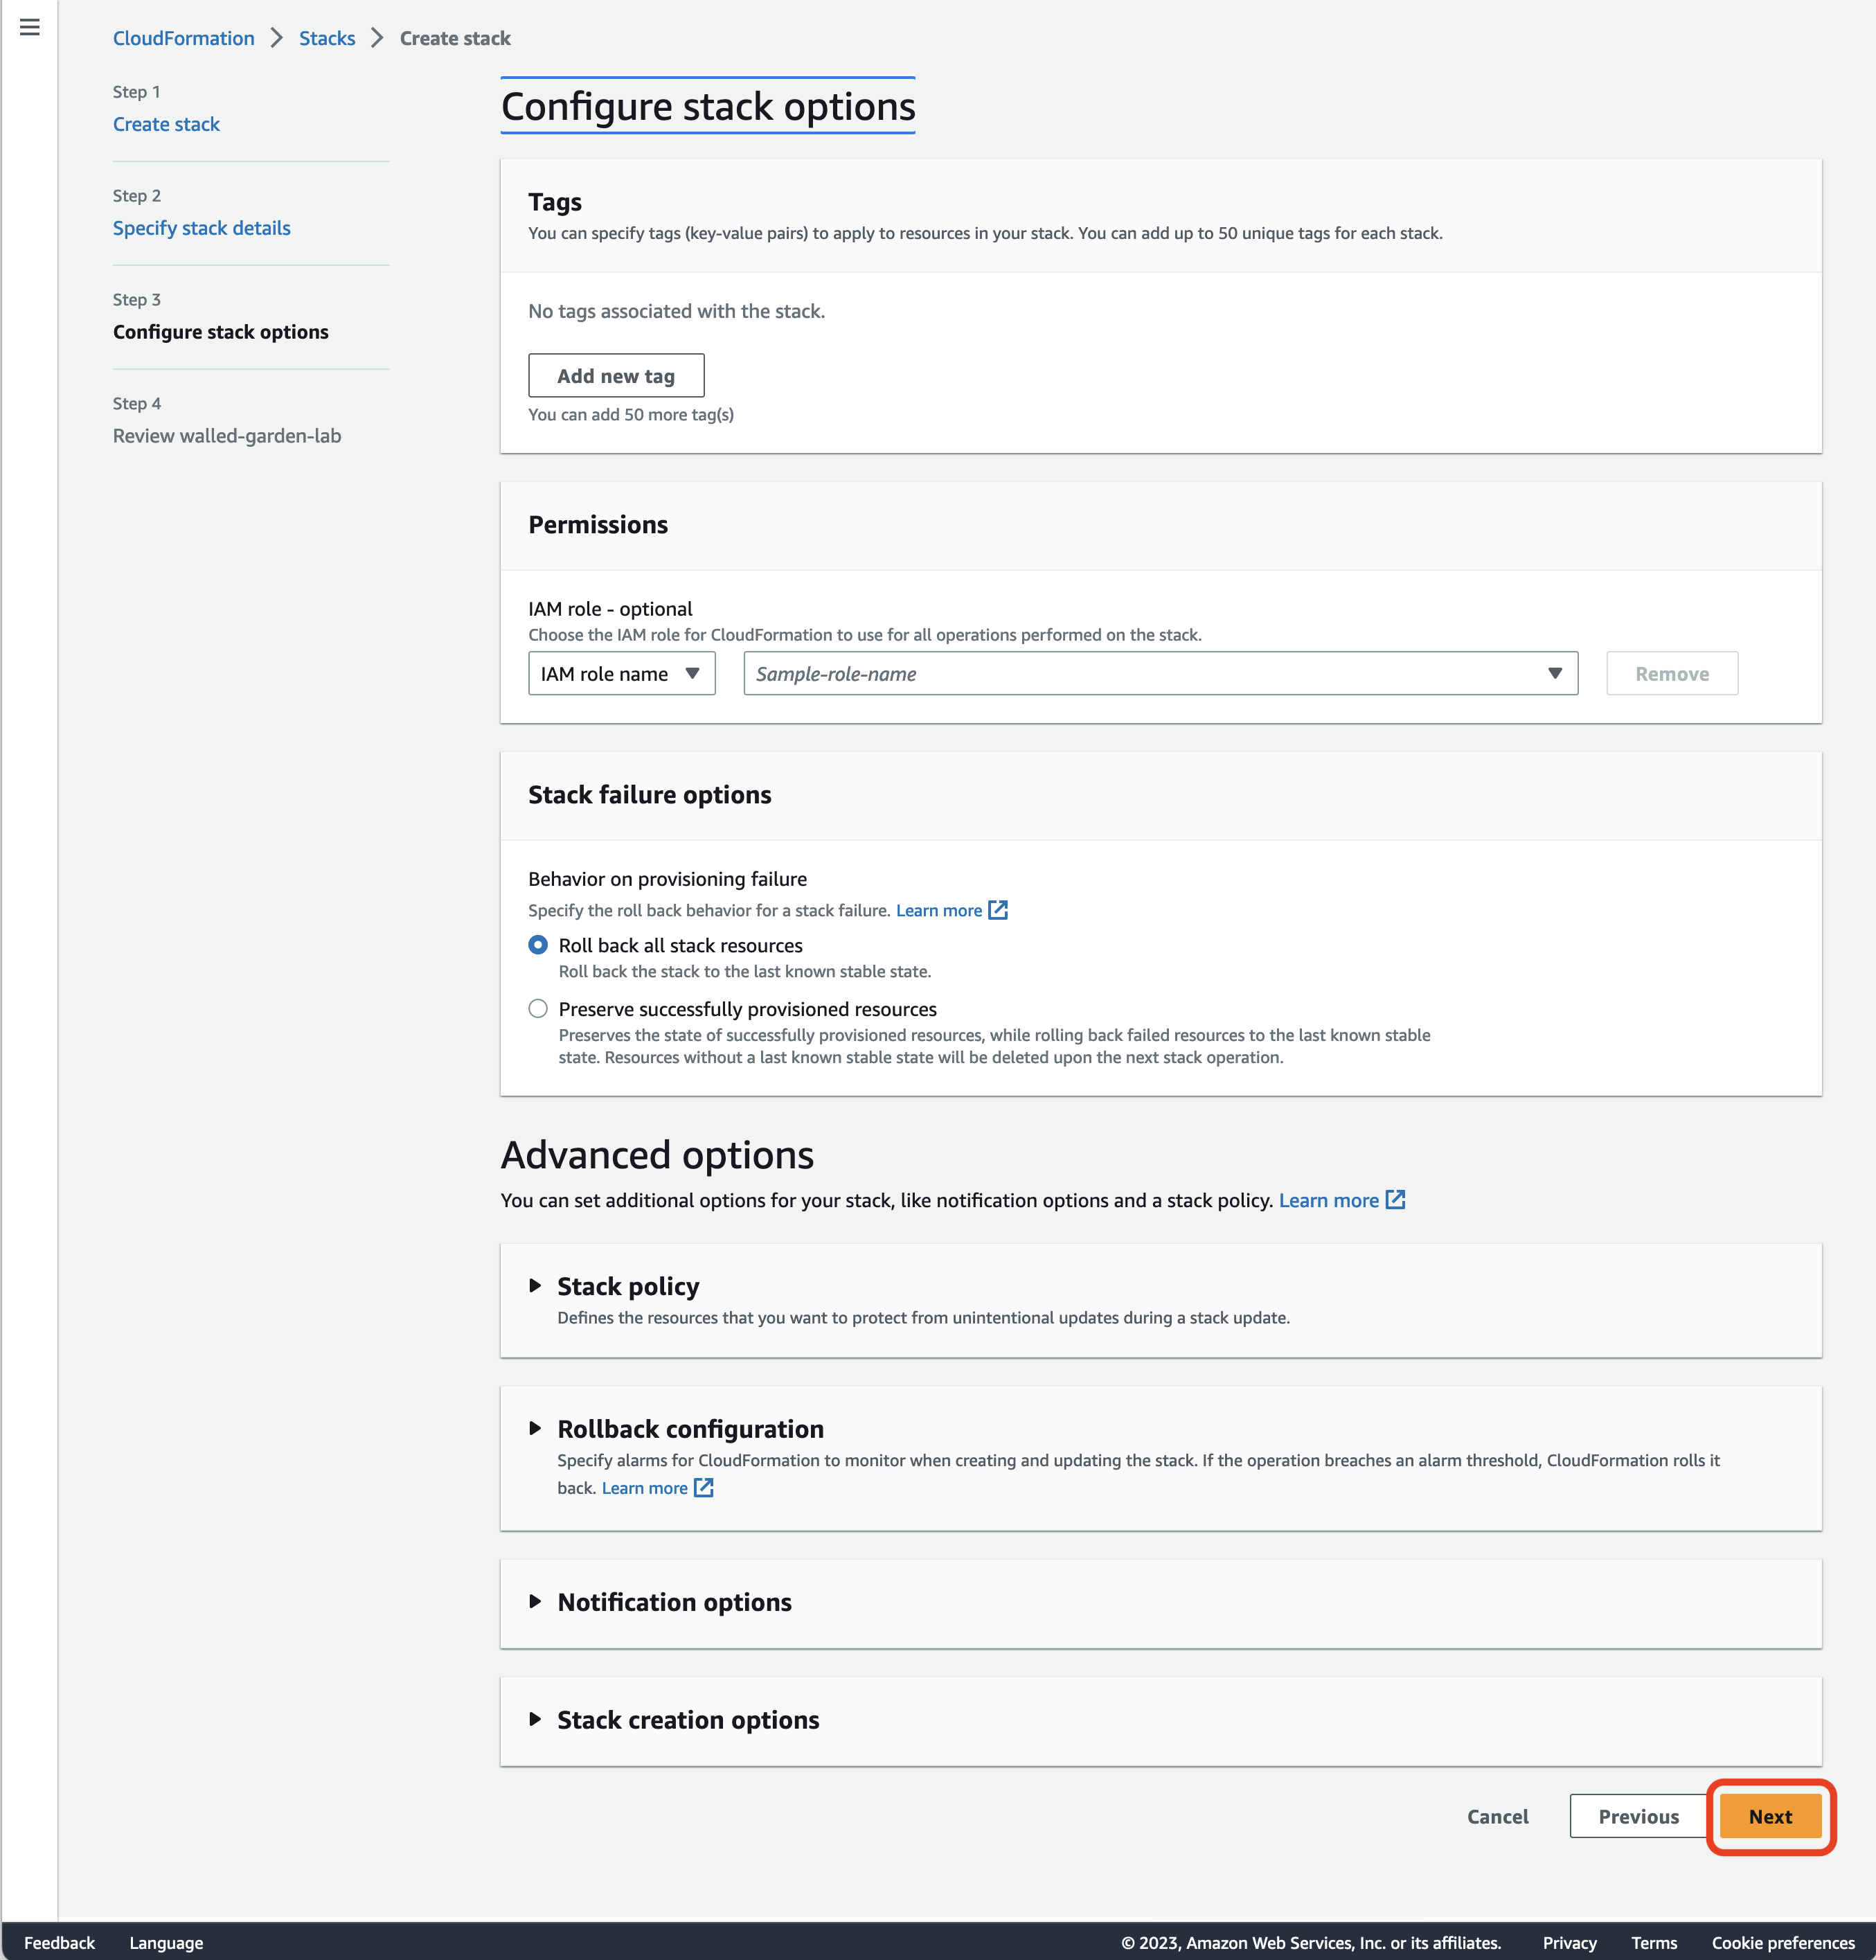 CloudFormation > Stacks > Create stack
Step 1
Create stack
Step 2
Specify stack details
Step 3
Configure stack options
Step 4
Review walled-garden-lab
Configure stack options
Tags
You can specify tags (key-value pairs) to apply to resources in your stack. You can add up to 50 unique tags for each stack.
No tags associated with the stack.
Add new tag
You can add 50 more tag(s)
Permissions
IAM role - optional
Choose the IAM role for CloudFormation to use for all operations performed on the stack.
IAM role name Sample-role-name Remove
Stack failure options
Behavior on provisioning failure
Specify the roll back behavior for a stack failure. Learn more
Roll back all stack resources
Roll back the stack to the last known stable state.
Preserve successfully provisioned resources
Preserves the state of successfully provisioned resources, while rolling back failed resources to the last known stable
state. Resources without a last known stable state will be deleted upon the next stack operation.
Advanced options
You can set additional options for your stack, like notification options and a stack policy. Learn more
Stack policy
Defines the resources that you want to protect from unintentional updates during a stack update.
Rollback configuration
Specify alarms for CloudFormation to monitor when creating and updating the stack. If the operation breaches an alarm threshold, CloudFormation rolls it
back. Learn more
Notification options
Stack creation options
Cancel Previous Next
Feedback Language © 2023, Amazon Web Services, Inc. or its affiliates. Privacy Terms Cookie preferences